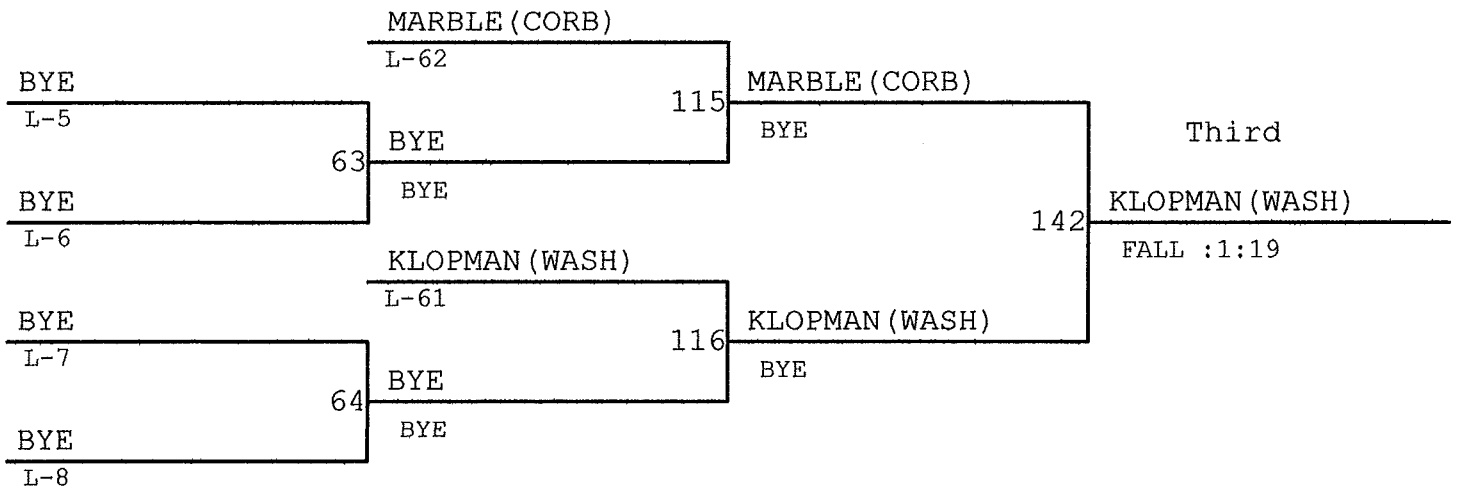 MARBLE(CORB)
L-62
BYE
L-5
115
MARBLE(CORB)
BYE
Third
BYE
63
BYE
BYE
L-6
142
KLOPMAN(WASH)
FALL :1:19
KLOPMAN(WASH)
L-61
BYE
L-7
116
KLOPMAN(WASH)
BYE
BYE
64
BYE
BYE
L-8